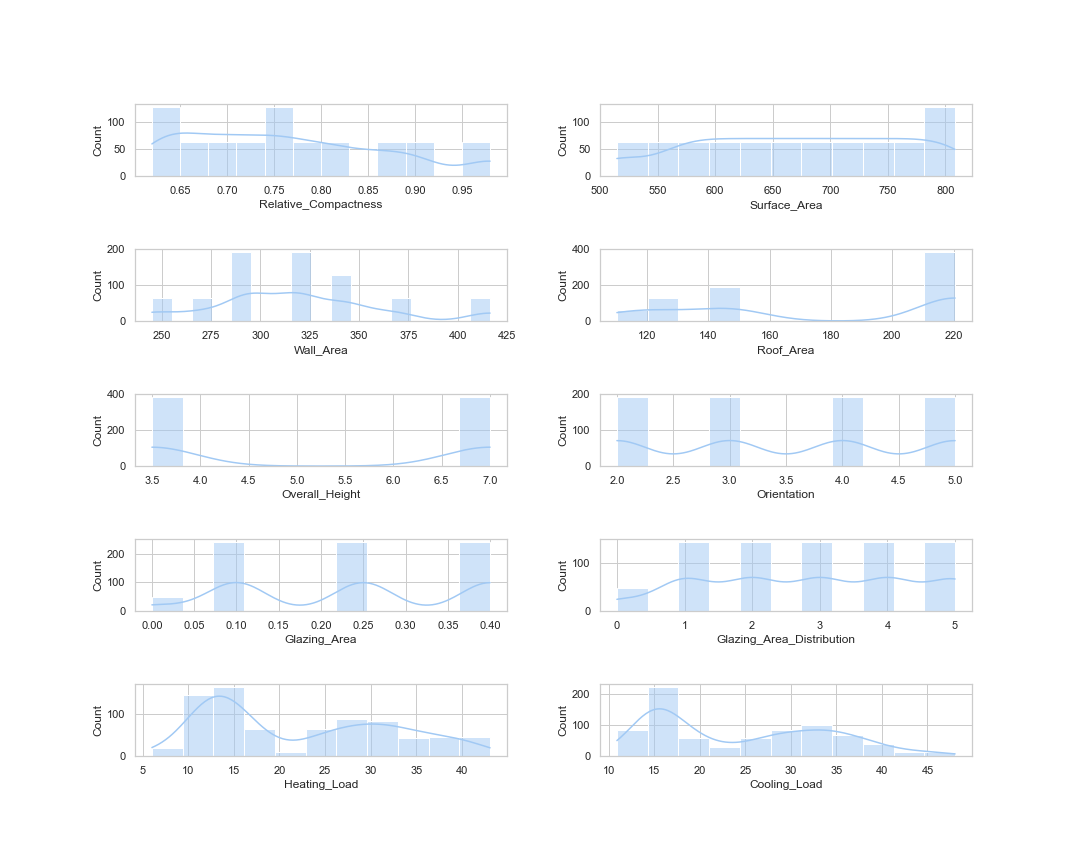 100
50
0
Count
0.65 0.70 0.75 0.80 0.85 0.90 0.95
Relative_Compactness
100
50
0
Count
500 550 600 650 700 750 800
Surface_Area
200
100
0
Count
250 275 300 325 350 375 400 425
Wall_Area
400
200
0
Count
120 140 160 180 200 220
Roof_Area
400
200
0
Count
3.5 4.0 4.5 5.0 5.5 6.0 6.5 7.0
Overall_Height
200
100
0
Count
2.0 2.5 3.0 3.5 4.0 4.5 5.0
Orientation
200
100
0
Count
0.00 0.05 0.10 0.15 0.20 0.25 0.30 0.35 0.40
Glazing_Area
100
0
Count
0 1 2 3 4 5
Glazing_Area_Distribution
100
0
Count
5 10 15 20 25 30 35 40
Heating_Load
200
100
0
Count
10 15 20 25 30 35 40 45
Cooling_Load